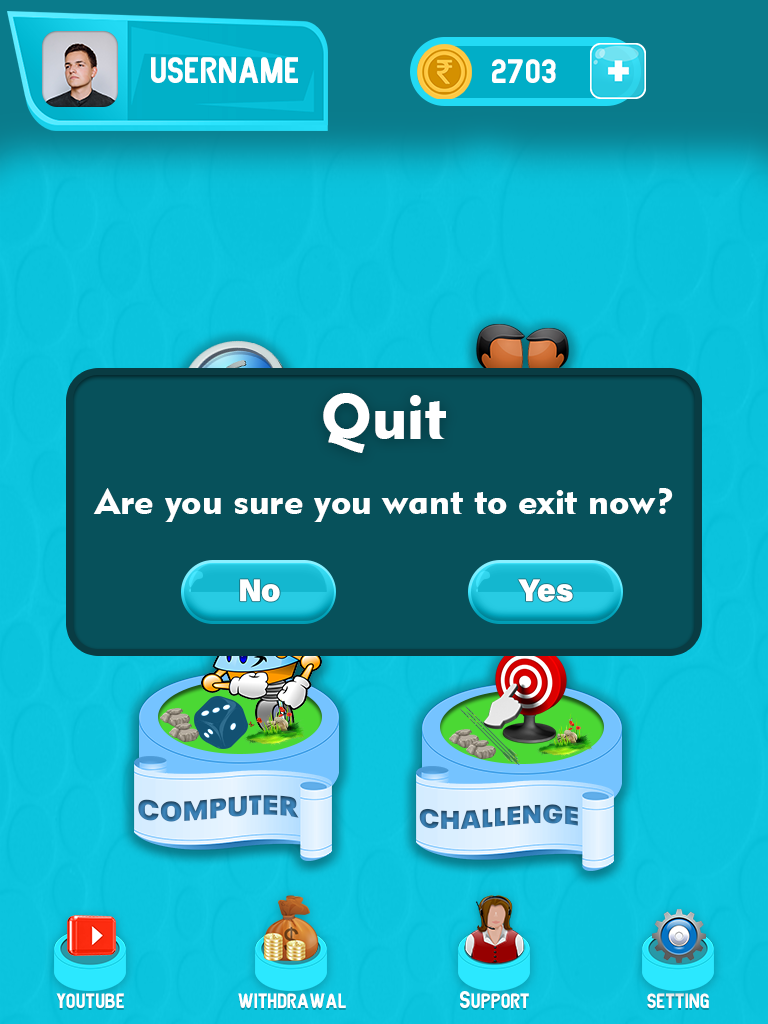 USERNAME
₹ 2703 +
Quit
Are you sure you want to exit now?
No Yes
COMPUTER CHALLENGE
YOUTUBE WITHDRAWAL SUPPORT SETTING